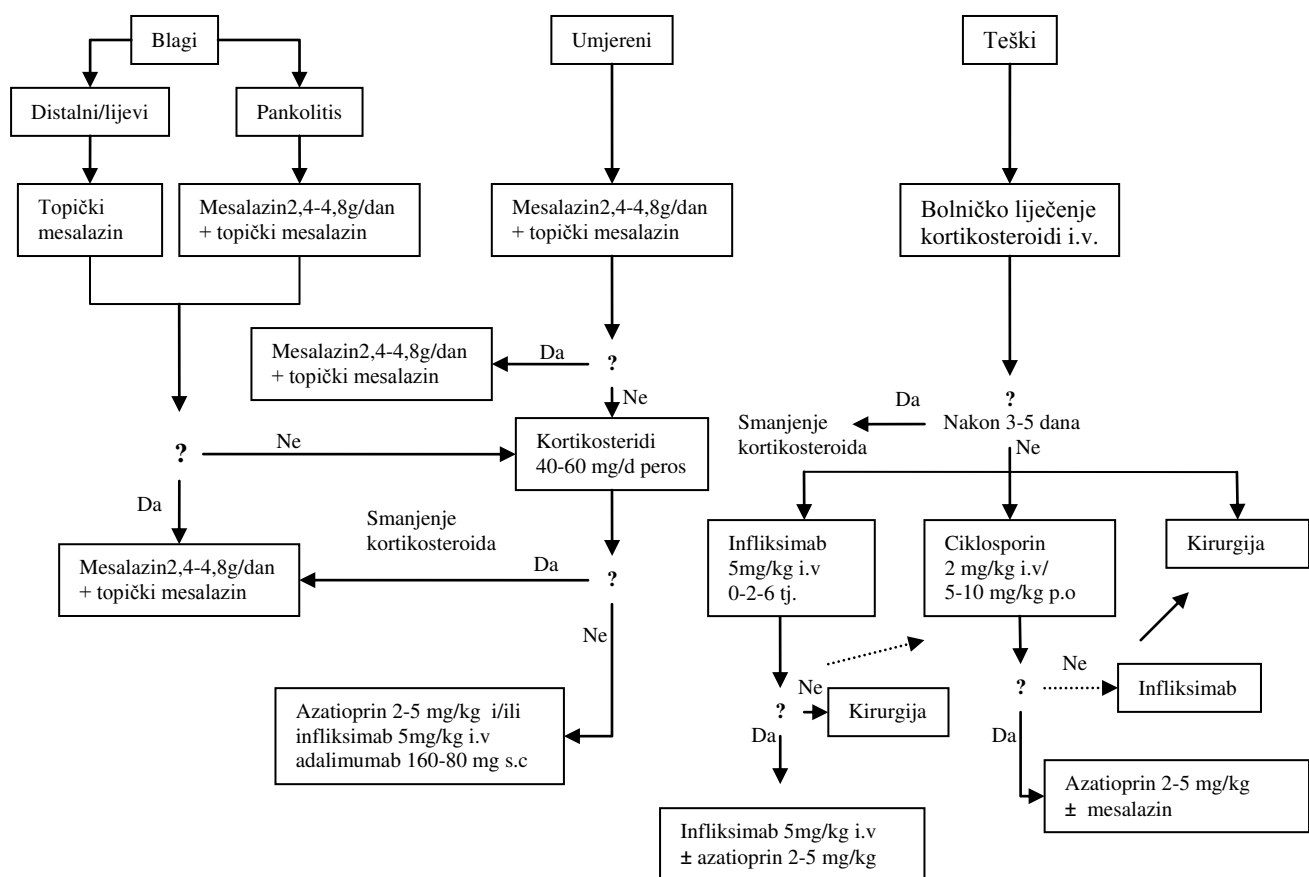 Blagi
Umjereni
Teški
Distalni/lijevi
Pankolitis
Topički
mesalazin
Mesalazin2,4-4,8g/dan
+ topički mesalazin
Mesalazin2,4-4,8g/dan
+ topički mesalazin
Bolničko liječenje
kortikosteroidi i.v.
Mesalazin2,4-4,8g/dan
+ topički mesalazin
Da
?
Ne
?
Ne
Da
Kortikosteridi
40-60 mg/d peros
Smanjenje
kortikosteroida
Da
?
Nakon 3-5 dana
Ne
Mesalazin2,4-4,8g/dan
+ topički mesalazin
Smanjenje
kortikosteroida
Da
?
Ne
Azatioprin 2-5 mg/kg i/ili
infliksimab 5mg/kg i.v
adalimumab 160-80 mg s.c
Infliksimab
5mg/kg i.v
0-2-6 tj.
Ciklosporin
2 mg/kg i.v/
5-10 mg/kg p.o
Kirurgija
?
Ne
Kirurgija
Da
?
Ne
Infliksimab
Da
Infliksimab 5mg/kg i.v
± azatioprin 2-5 mg/kg
Azatioprin 2-5 mg/kg
± mesalazin